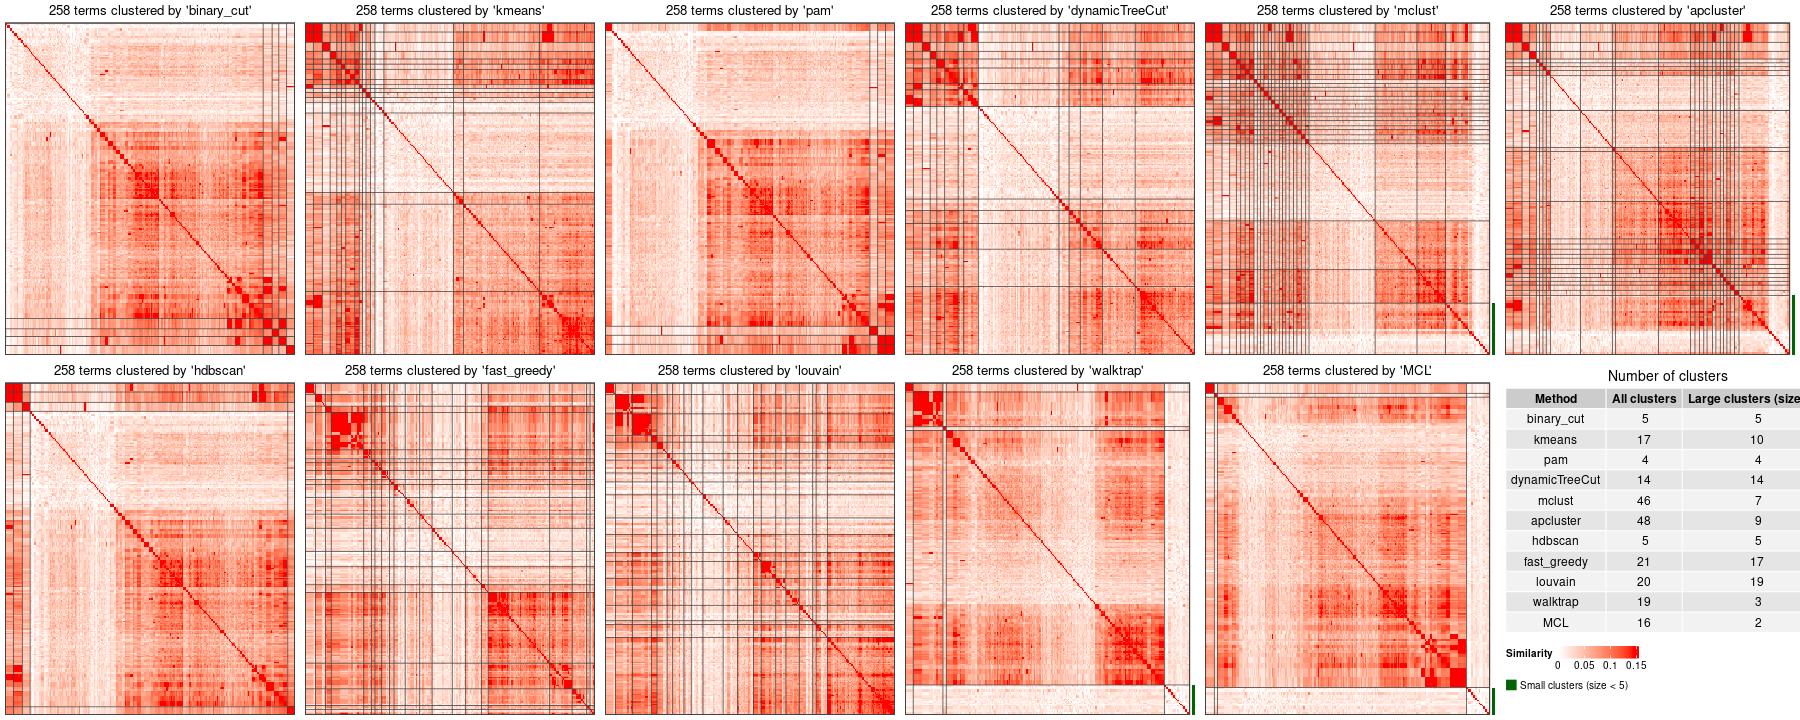 258 terms clustered by 'binary_cut'
258 terms clustered by 'kmeans'
258 terms clustered by 'pam'
258 terms clustered by 'dynamicTreeCut'
258 terms clustered by 'mclust'
258 terms clustered by 'apcluster'
258 terms clustered by 'hdbscan'
258 terms clustered by 'fast_greedy'
258 terms clustered by 'louvain'
258 terms clustered by 'walktrap'
258 terms clustered by 'MCL'
Number of clusters
Method All clusters Large clusters (size
binary_cut 5 5
kmeans 17 10
pam 4 4
dynamicTreeCut 14 14
mclust 46 7
apcluster 48 9
hdbscan 5 5
fast_greedy 21 17
louvain 20 19
walktrap 19 3
MCL 16 2
Similarity
0 0.05 0.1 0.15
Small clusters (size < 5)